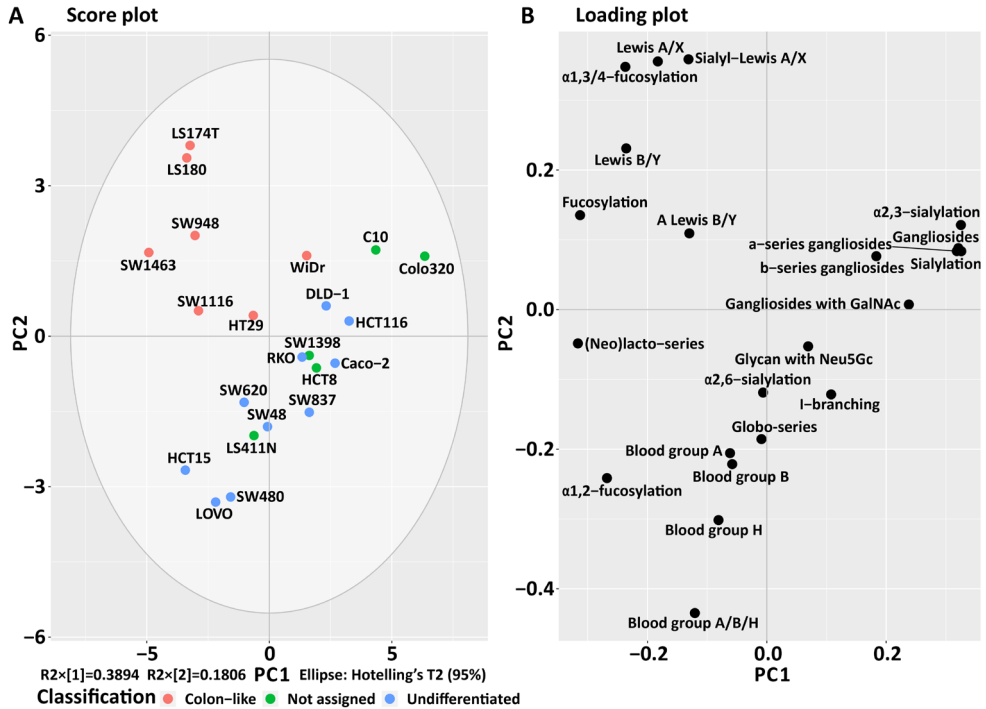 A Score plot
6
3
0
−3
−6
PC2
LS174T
LS180
SW948
SW1463
C10
WiDr
Colo320
DLD−1
SW1116
HT29
HCT116
SW1398
RKO
Caco−2
HCT8
SW620
SW837
SW48
LS411N
HCT15
SW480
LOVO
−5
0
5
R2×[1]=0.3894 R2×[2]=0.1806 PC1 Ellipse: Hotelling's T2 (95%)
Classification Colon−like Not assigned Undifferentiated
B Loading plot
0.2
0.0
−0.2
−0.4
PC2
Lewis A/X
Sialyl−Lewis A/X
α1,3/4−fucosylation
Lewis B/Y
Fucosylation
A Lewis B/Y
α2,3−sialylation
Gangliosides
a−series gangliosides
Sialylation
b−series gangliosides
Gangliosides with GalNAc
(Neo)lacto−series
Glycan with Neu5Gc
α2,6−sialylation
I−branching
Globo−series
Blood group A
Blood group B
α1,2−fucosylation
Blood group H
Blood group A/B/H
−0.2
0.0
0.2
PC1